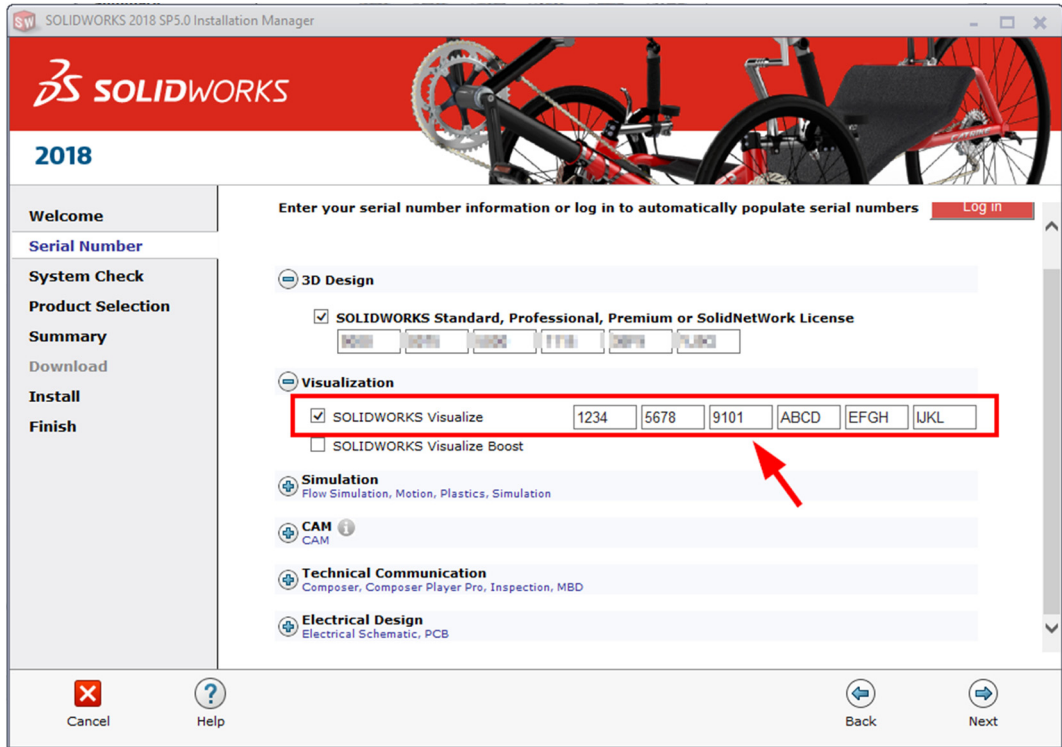 SOLIDWORKS 2018 SP5.0 Installation Manager
SOLIDWORKS
2018
Welcome
Serial Number
System Check
Product Selection
Summary
Download
Install
Finish
Enter your serial number information or log in to automatically populate serial numbers Log In
3D Design
SOLIDWORKS Standard, Professional, Premium or SolidNetWork License
Visualization
SOLIDWORKS Visualize 1234 5678 9101 ABCD EFGH IJKL
SOLIDWORKS Visualize Boost
Simulation
Flow Simulation, Motion, Plastics, Simulation
CAM
CAM
Technical Communication
Composer, Composer Player Pro, Inspection, MBD
Electrical Design
Electrical Schematic, PCB
Cancel
Help
Back
Next